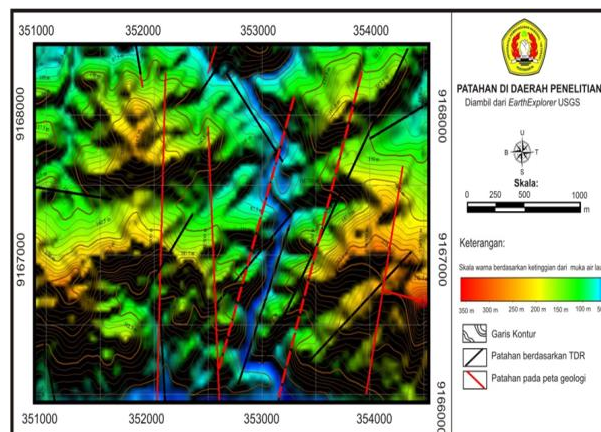 351000 352000 353000 354000
9168000
9167000
9168000
9167000
9166000
351000 352000 353000 354000
PATAHAN DI DAERAH PENELITIAN
Diambil dari EarthExplorer USGS
U
B T
S
Skala:
0 250 500 1000
m
Keterangan:
Skala warna berdasarkan ketinggian dari muka air lau
350 m 300 m 250 m 200 m 150 m 100 m
Garis Kontur
Patahan berdasarkan TDR
Patahan pada peta geologi